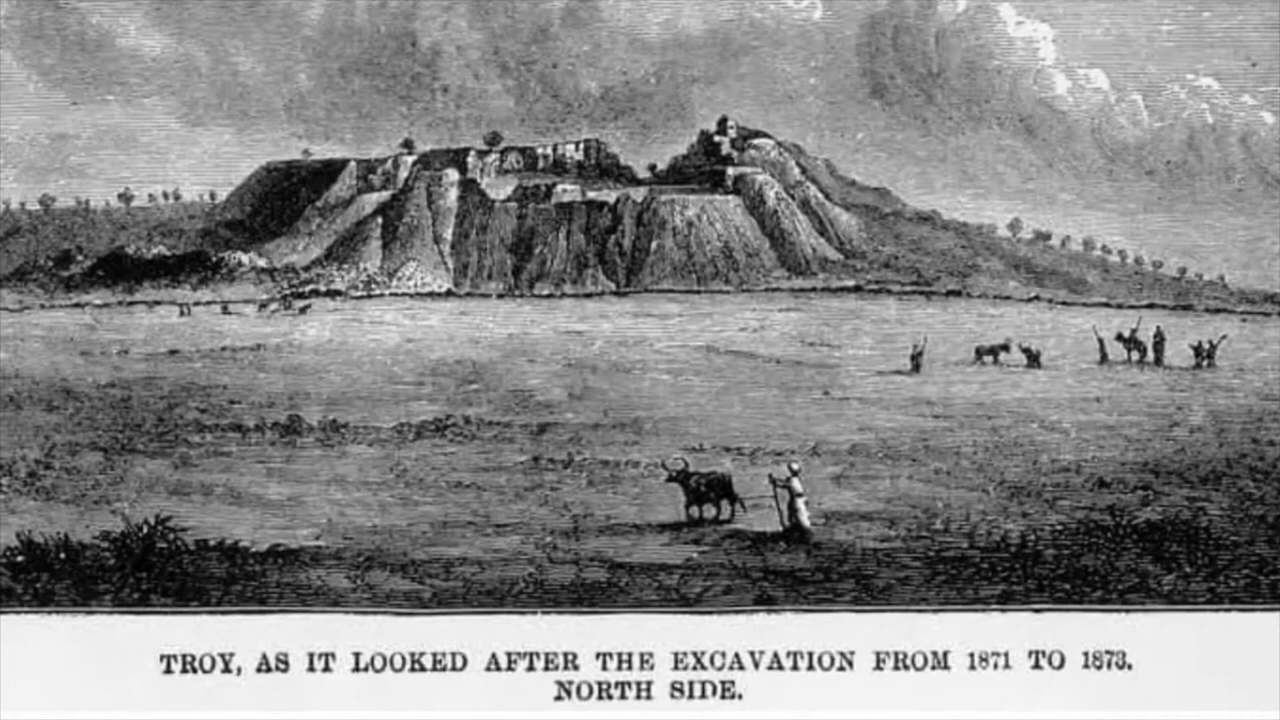 TROY, AS IT LOOKED AFTER THE EXCAVATION FROM 1871 TO 1873.
NORTH SIDE.